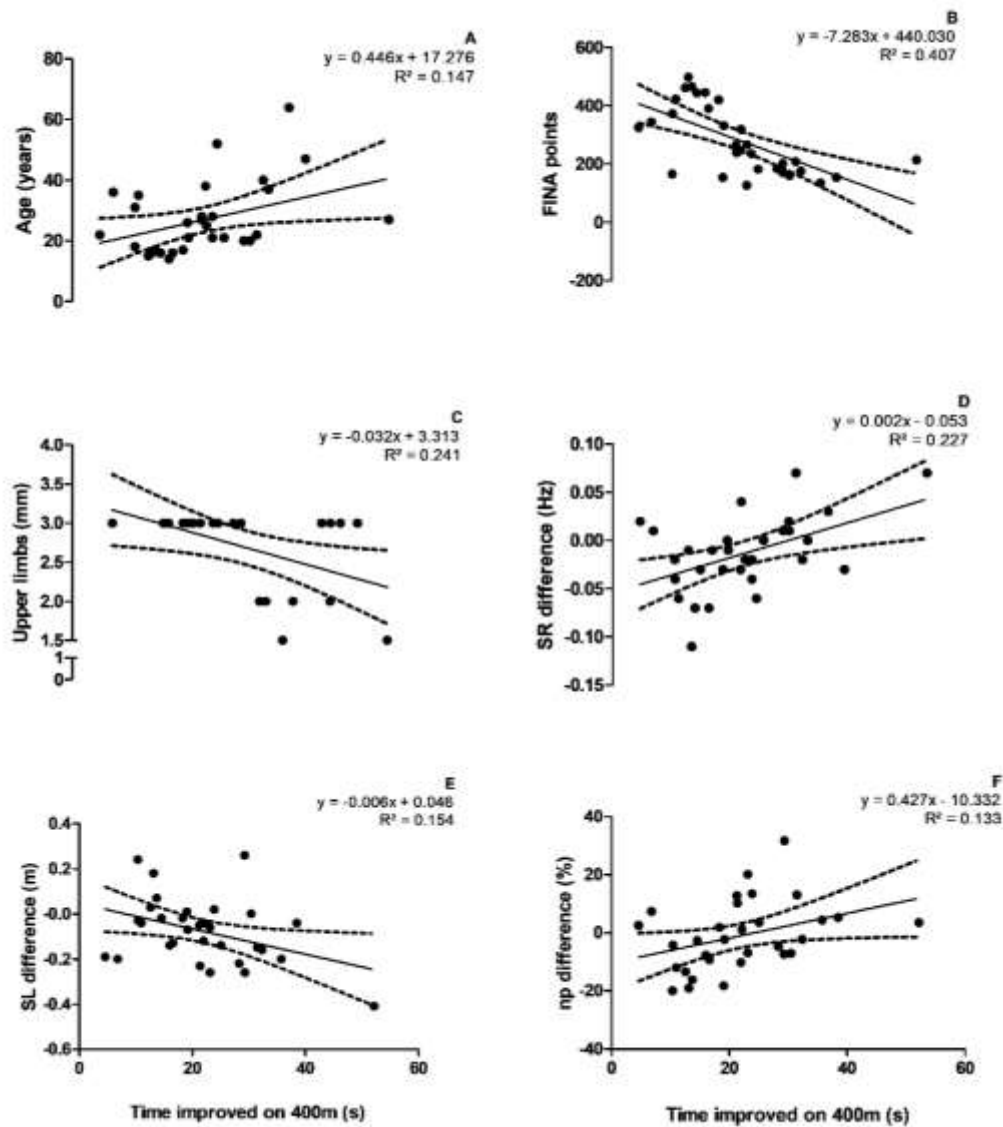 A
y = 0.446x + 17.276
R² = 0.147
80
60
40
20
0
Age (years)
B
y = -7.283x + 440.030
R² = 0.407
600
400
200
0
-200
FINA points
C
y = -0.032x + 3.313
R² = 0.241
4.0
3.5
3.0
2.5
2.0
1.5
1
0
Upper limbs (mm)
D
y = 0.002x - 0.053
R² = 0.227
0.10
0.05
0.00
-0.05
-0.10
-0.15
SR difference (Hz)
E
y = -0.006x + 0.046
R² = 0.154
0.4
0.2
-0.0
-0.2
-0.4
-0.6
SL difference (m)
0 20 40 60
Time improved on 400m (s)
F
y = 0.427x - 10.332
R² = 0.133
40
20
0
-20
-40
np difference (%)
0 20 40 60
Time improved on 400m (s)